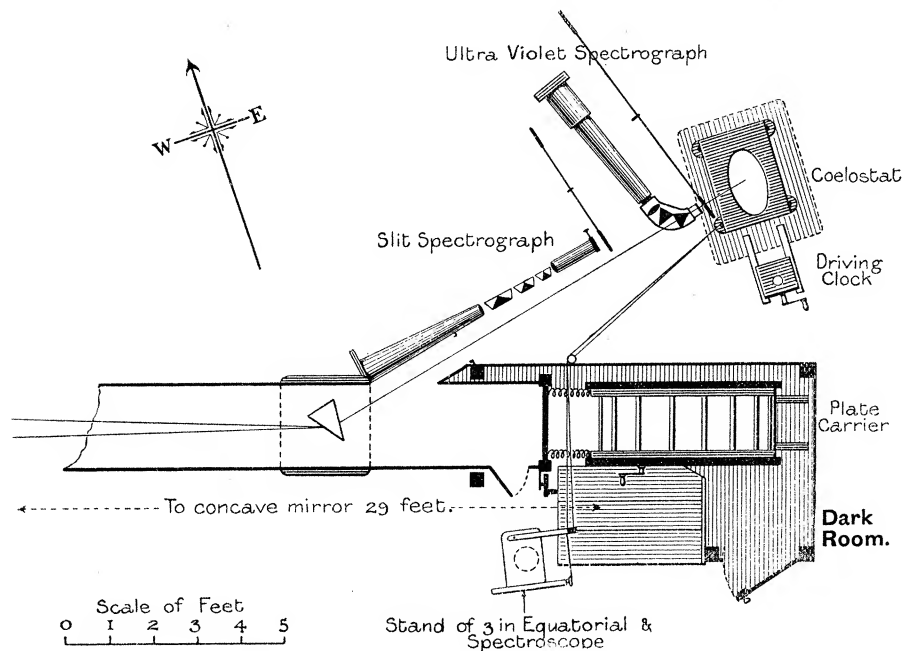 Ultra Violet Spectrograph
W E
Coelostat
Slit Spectrograph
Driving
Clock
Plate
Carrier
To concave mirror 29 feet.
Dark
Room.
Scale of Feet
0 1 2 3 4 5
Stand of 3 in Equatorial &
Spectroscope